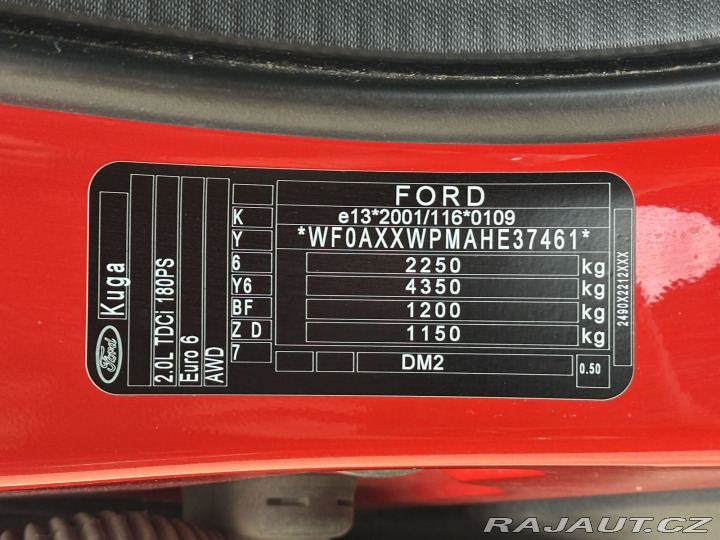 FORD
e13*2001/116*0109
*WF0AXXWPMAHE37461*
2250 kg
4350 kg
1200 kg
1150 kg
DM2
0.50
K
Y
6
Y6
BF
Z D
7
Ford
Kuga
2.0L TDCi 180PS
Euro 6
AWD
2490X2212XXX
RAJAUT.CZ